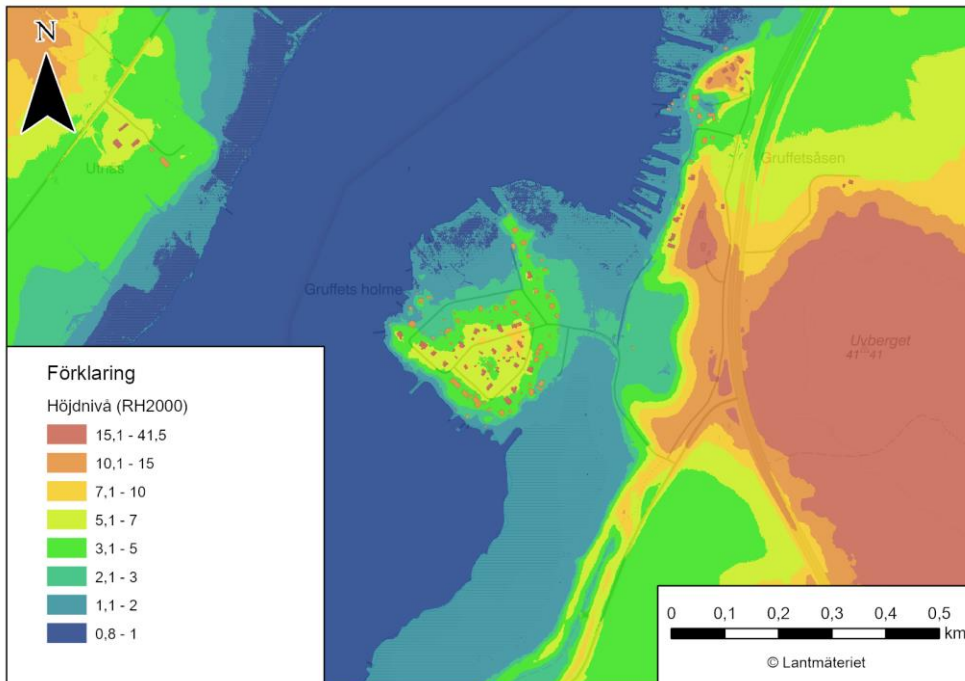 N
Utnäs
Gruffetsåsen
Gruffets holme
Uvberget
41 41
Förklaring
Höjdnivå (RH2000)
15,1 - 41,5
10,1 - 15
7,1 - 10
5,1 - 7
3,1 - 5
2,1 - 3
1,1 - 2
0,8 - 1
0 0,1 0,2 0,3 0,4 0,5
km
© Lantmäteriet